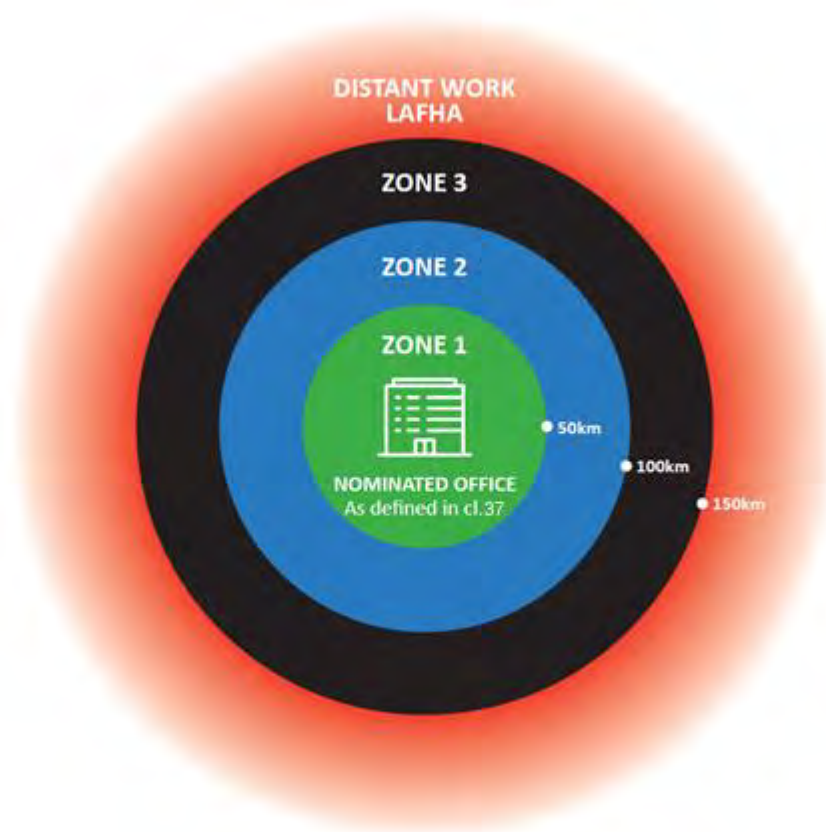 DISTANT WORK
LAFHA
ZONE 3
ZONE 2
ZONE 1
50km
100km
NOMINATED OFFICE
As defined in cl.37
150km